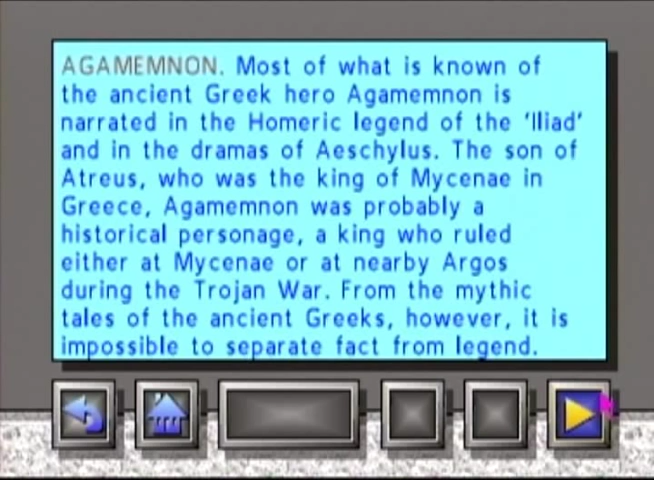 AGAMEMNON. Most of what is known of
the ancient Greek hero Agamemnon is
narrated in the Homeric legend of the 'Iliad'
and in the dramas of Aeschylus. The son of
Atreus, who was the king of Mycenae in
Greece, Agamemnon was probably a
historical personage, a king who ruled
either at Mycenae or at nearby Argos
during the Trojan War. From the mythic
tales of the ancient Greeks, however, it is
impossible to separate fact from legend.